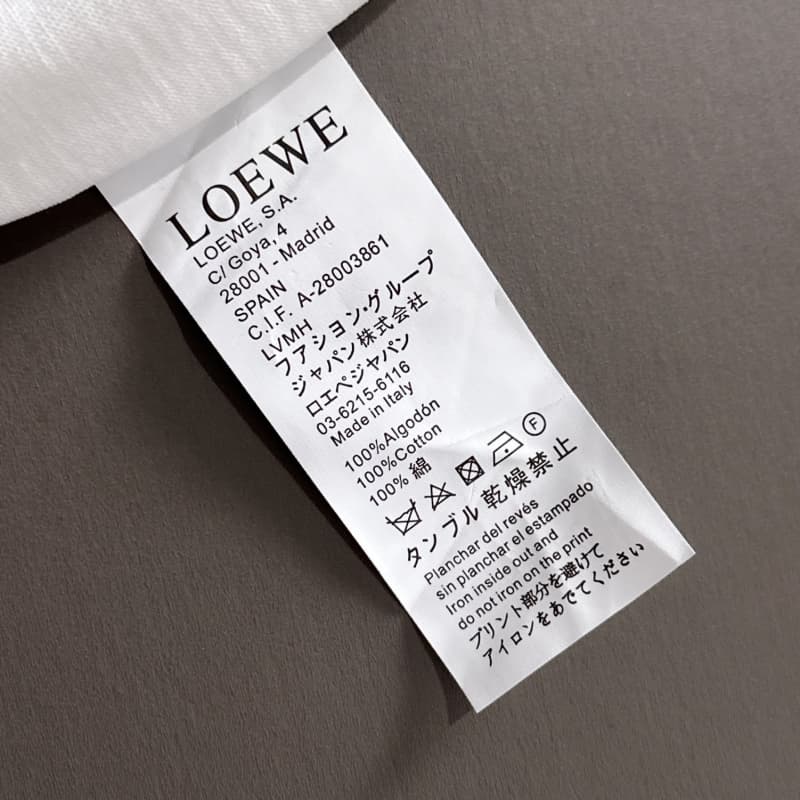 LOEWE
LOEWE, S.A.
C/ Goya, 4
28001 - Madrid
SPAIN
C.I.F. A-28003861
LVMH
ファション・グループ
ジャパン株式会社
ロエベジャパン
03-6215-6116
Made in Italy
100%Algodón
100%Cotton
100% 綿
F
タンブル乾燥禁止
Planchar del revés
sin planchar el estampado
Iron inside out and
do not iron on the print
プリント部分を避けて
アイロンをあててください